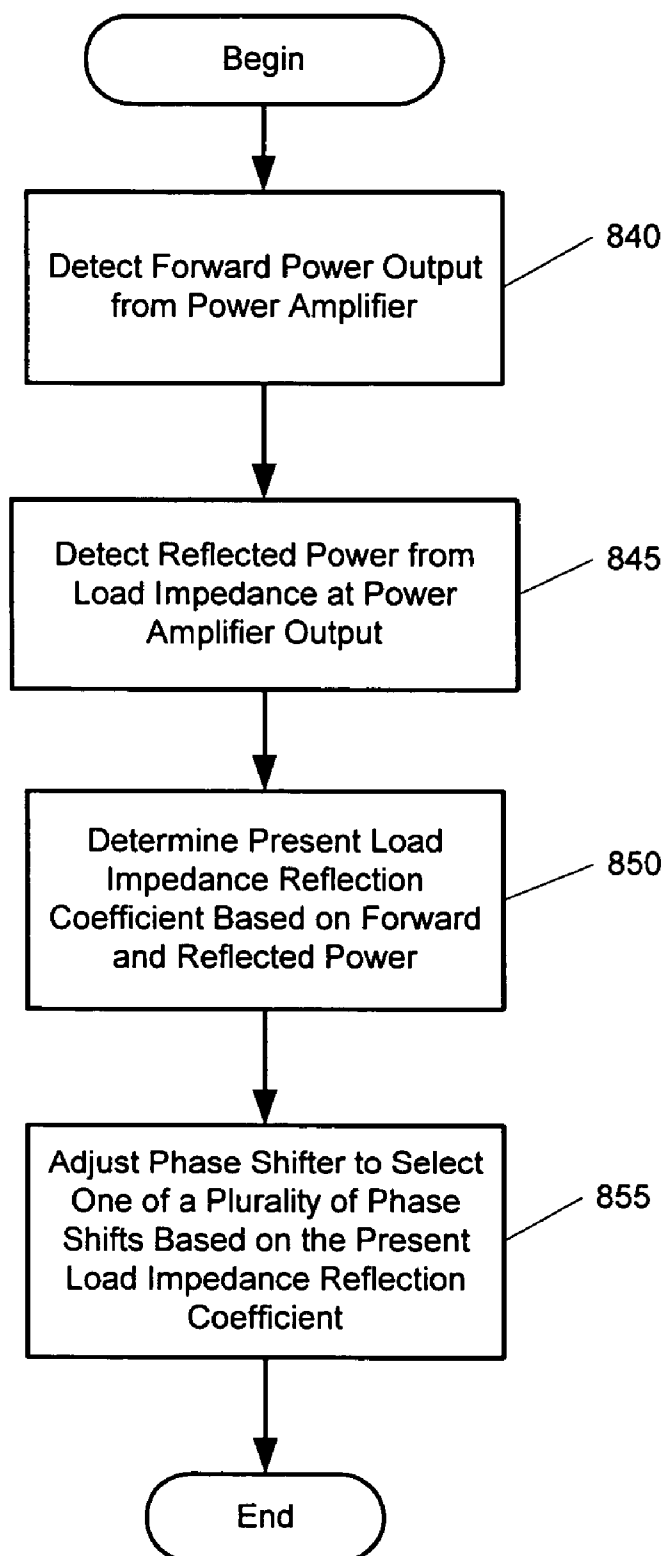 Begin
Detect Forward Power Output
from Power Amplifier
840
Detect Reflected Power from
Load Impedance at Power
Amplifier Output
845
Determine Present Load
Impedance Reflection
Coefficient Based on Forward
and Reflected Power
850
Adjust Phase Shifter to Select
One of a Plurality of Phase
Shifts Based on the Present
Load Impedance Reflection
Coefficient
855
End